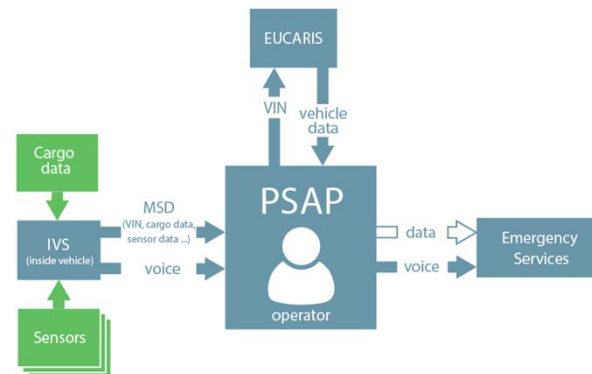 EUCARIS
VIN
vehicle
data
Cargo
data
MSD
(VIN, cargo data,
sensor data ...)
IVS
(inside vehicle)
voice
PSAP
operator
data
voice
Emergency
Services
Sensors